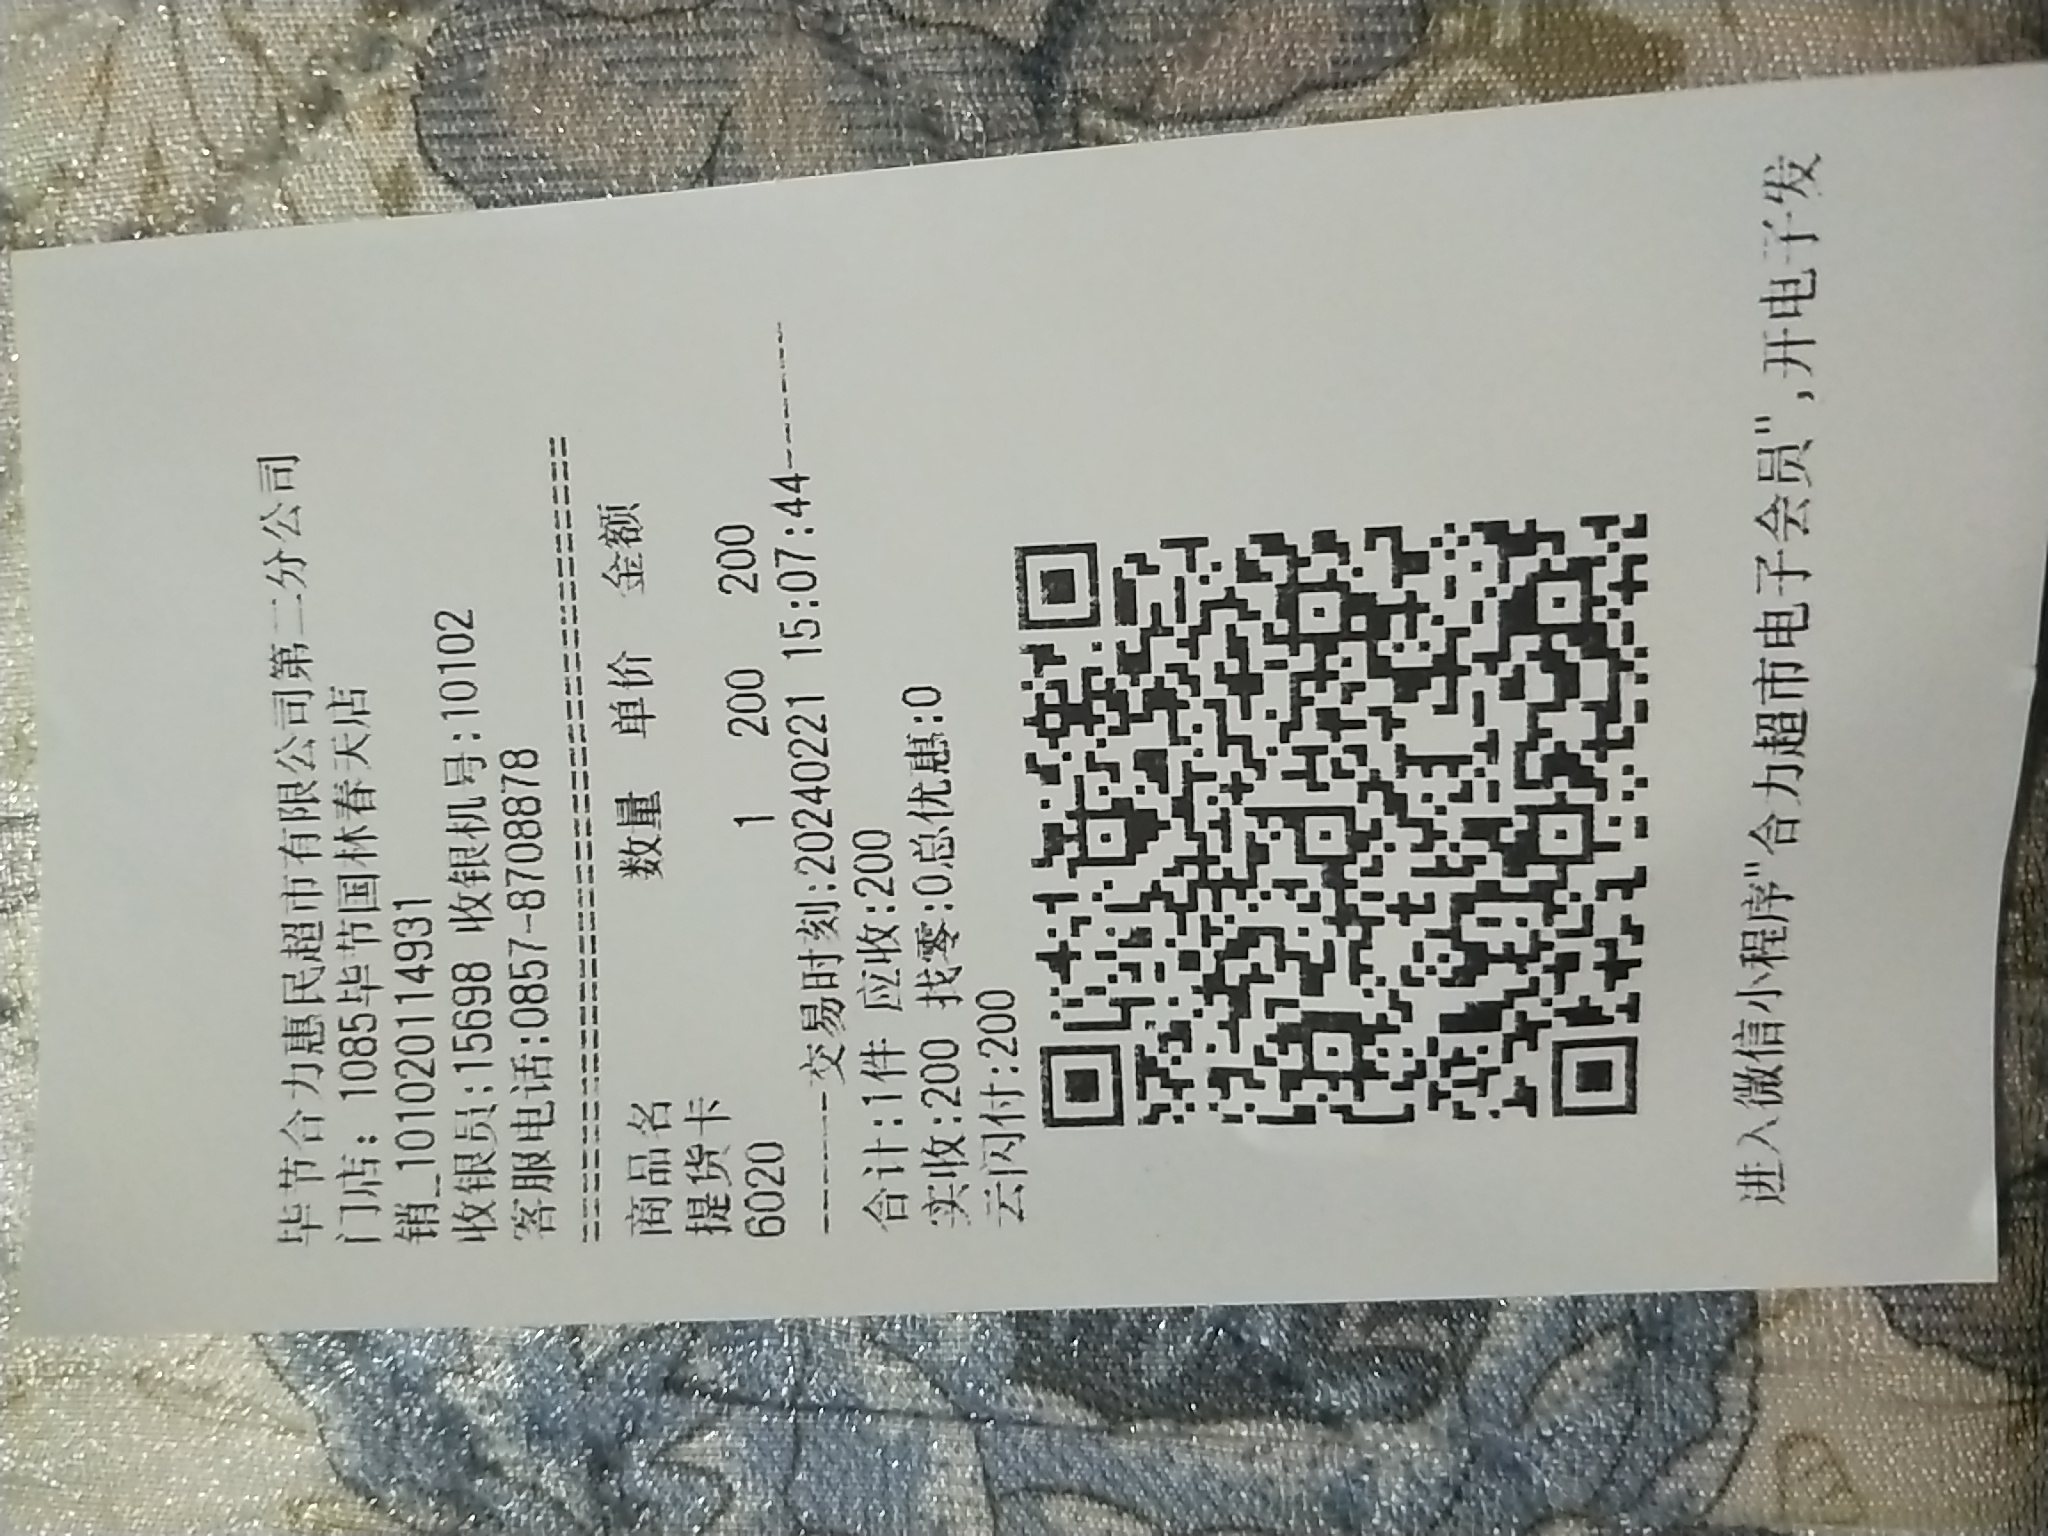 毕节合力惠民超市有限公司第二分公司
门店: 1085毕节国林春天店
销_1010201114931
收银员:15698 收银机号:10102
客服电话:0857-8708878
================================
商品名 数量 单价 金额
提货卡
6020 1 200 200
------交易时刻:20240221 15:07:44------
合计:1件 应收:200
实收:200 找零:0总优惠:0
云闪付:200
进入微信小程序"合力超市电子会员",开电子发